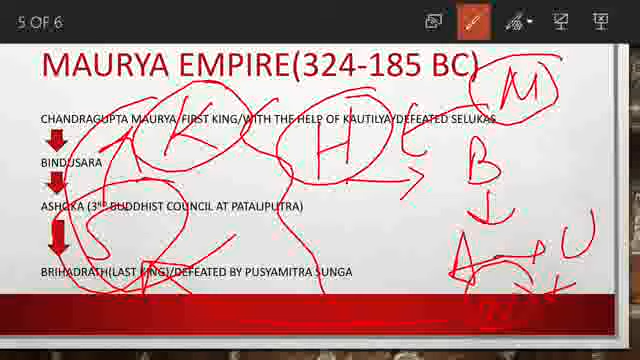 5 OF 6
MAURYA EMPIRE(324-185 BC)
M
CHANDRAGUPTA MAURYA/FIRST KING/WITH THE HELP OF KAUTILYA/DEFEATED SELUKAS
K
H
B
BINDUSARA
ASHOKA (3RD BUDDHIST COUNCIL AT PATALIPUTRA)
S
A U
BRIHADRATH(LAST KING)/DEFEATED BY PUSYAMITRA SUNGA